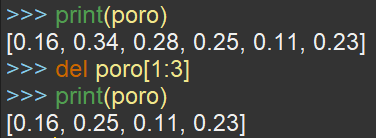 >>> print(poro)
[0.16, 0.34, 0.28, 0.25, 0.11, 0.23]
>>> del poro[1:3]
>>> print(poro)
[0.16, 0.25, 0.11, 0.23]